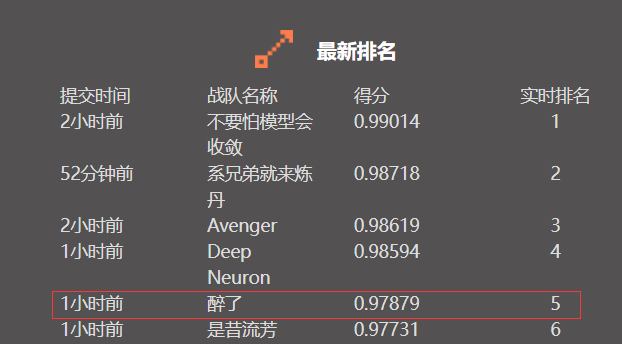 最新排名
提交时间 战队名称 得分 实时排名
2小时前 不要怕模型会 0.99014 1
收敛
52分钟前 系兄弟就来炼 0.98718 2
丹
2小时前 Avenger 0.98619 3
1小时前 Deep 0.98594 4
Neuron
1小时前 醉了 0.97879 5
1小时前 是昔流芳 0.97731 6